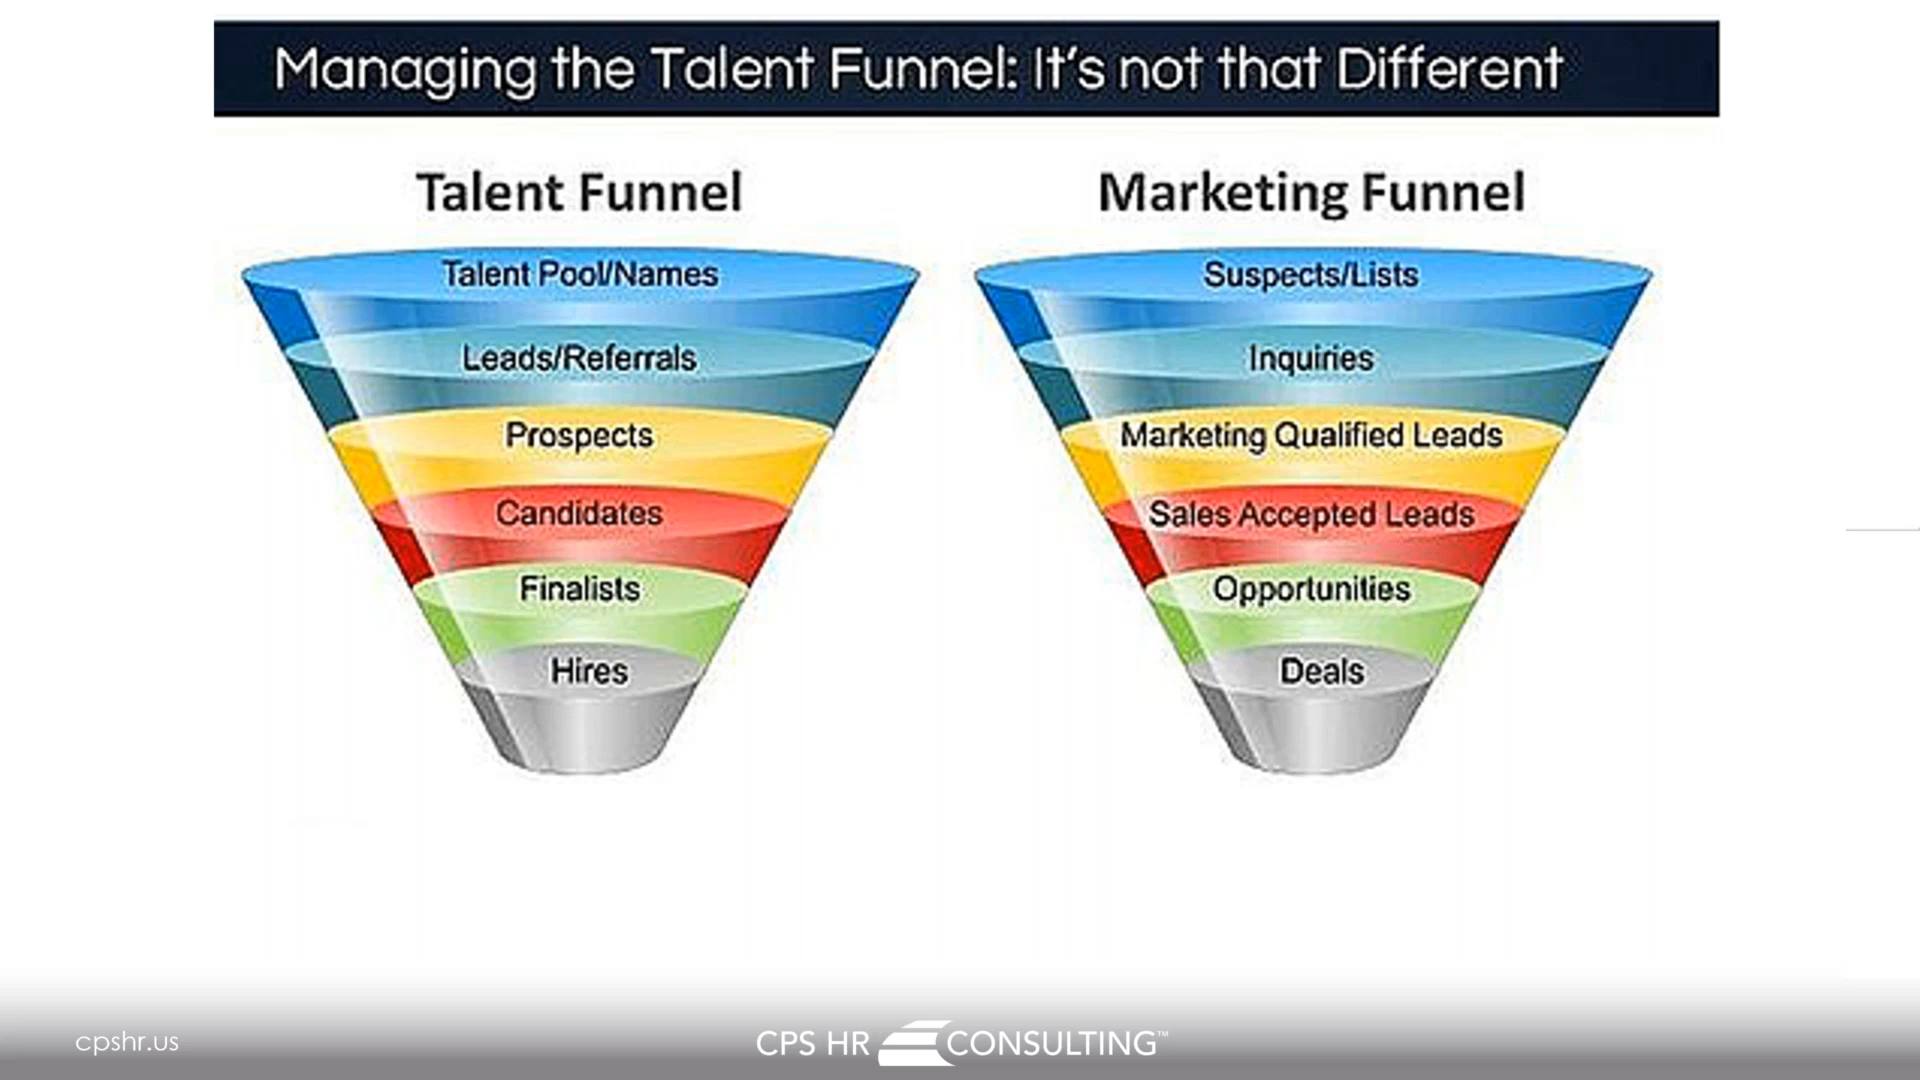 Managing the Talent Funnel: It's not that Different
Talent Funnel
Talent Pool/Names
Leads/Referrals
Prospects
Candidates
Finalists
Hires
Marketing Funnel
Suspects/Lists
Inquiries
Marketing Qualified Leads
Sales Accepted Leads
Opportunities
Deals
cpshr.us
CPS HR CONSULTING™